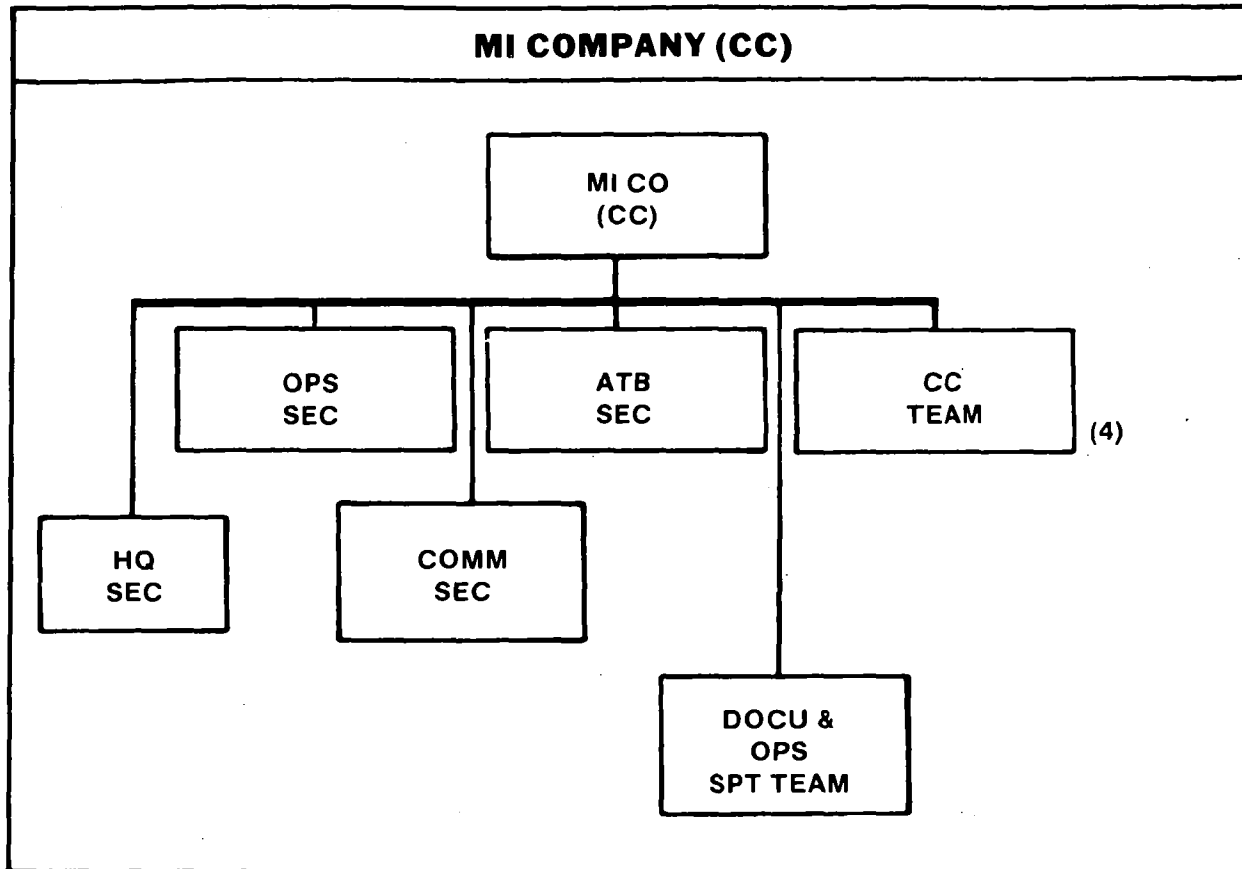 MI COMPANY (CC)
MI CO
(CC)
OPS
SEC
ATB
SEC
CC
TEAM
(4)
HQ
SEC
COMM
SEC
DOCU &
OPS
SPT TEAM